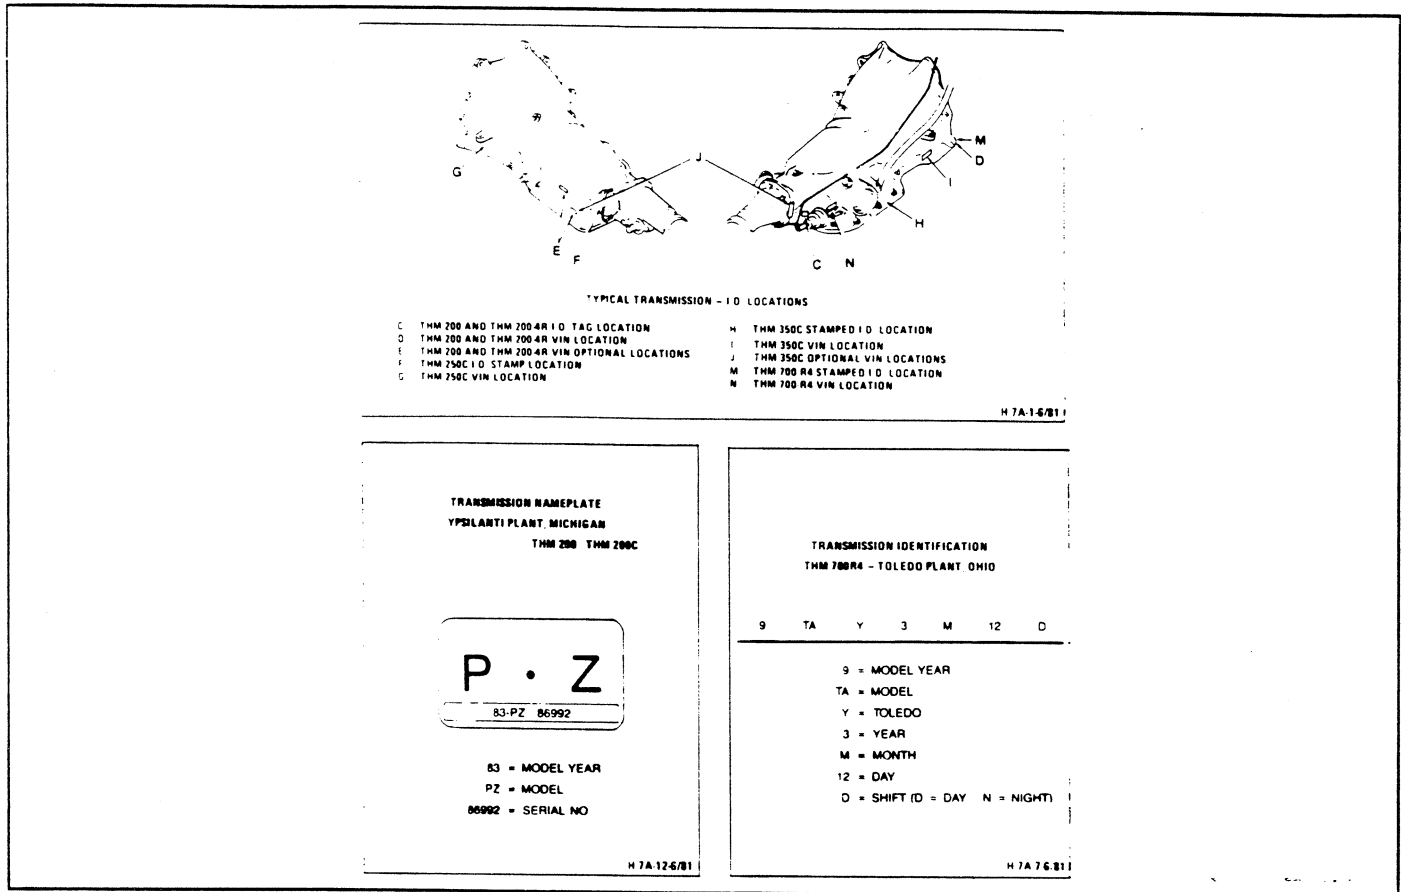 G
J
M
D
I
H
E
F
C N
TYPICAL TRANSMISSION - I D LOCATIONS
C THM 200 AND THM 200-4R I D TAG LOCATION
D THM 200 AND THM 200-4R VIN LOCATION
E THM 200 AND THM 200-4R VIN OPTIONAL LOCATIONS
F THM 250C I D STAMP LOCATION
G THM 250C VIN LOCATION
H THM 350C STAMPED I D LOCATION
I THM 350C VIN LOCATION
J THM 350C OPTIONAL VIN LOCATIONS
M THM 700 R4 STAMPED I D LOCATION
N THM 700 R4 VIN LOCATION
H 7A-1-6/81
TRANSMISSION NAMEPLATE
YPSILANTI PLANT, MICHIGAN
THM 200 THM 200C
P · Z
83-PZ 86992
83 = MODEL YEAR
PZ = MODEL
86992 = SERIAL NO
H 7A-12-6/81
TRANSMISSION IDENTIFICATION
THM 700R4 - TOLEDO PLANT, OHIO
9 TA Y 3 M 12 D
9 = MODEL YEAR
TA = MODEL
Y = TOLEDO
3 = YEAR
M = MONTH
12 = DAY
D = SHIFT (D = DAY N = NIGHT)
H 7A 7 6/81